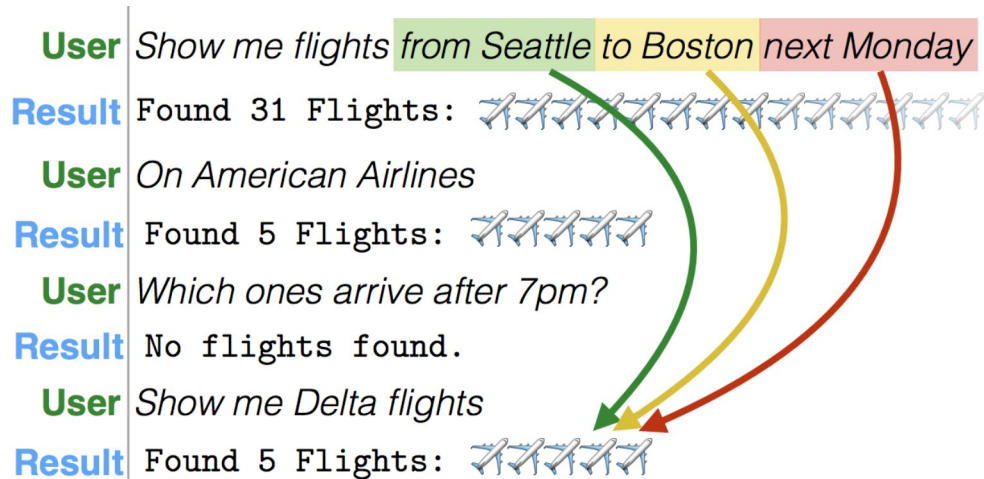 User Show me flights from Seattle to Boston next Monday
Result Found 31 Flights:
User On American Airlines
Result Found 5 Flights:
User Which ones arrive after 7pm?
Result No flights found.
User Show me Delta flights
Result Found 5 Flights: